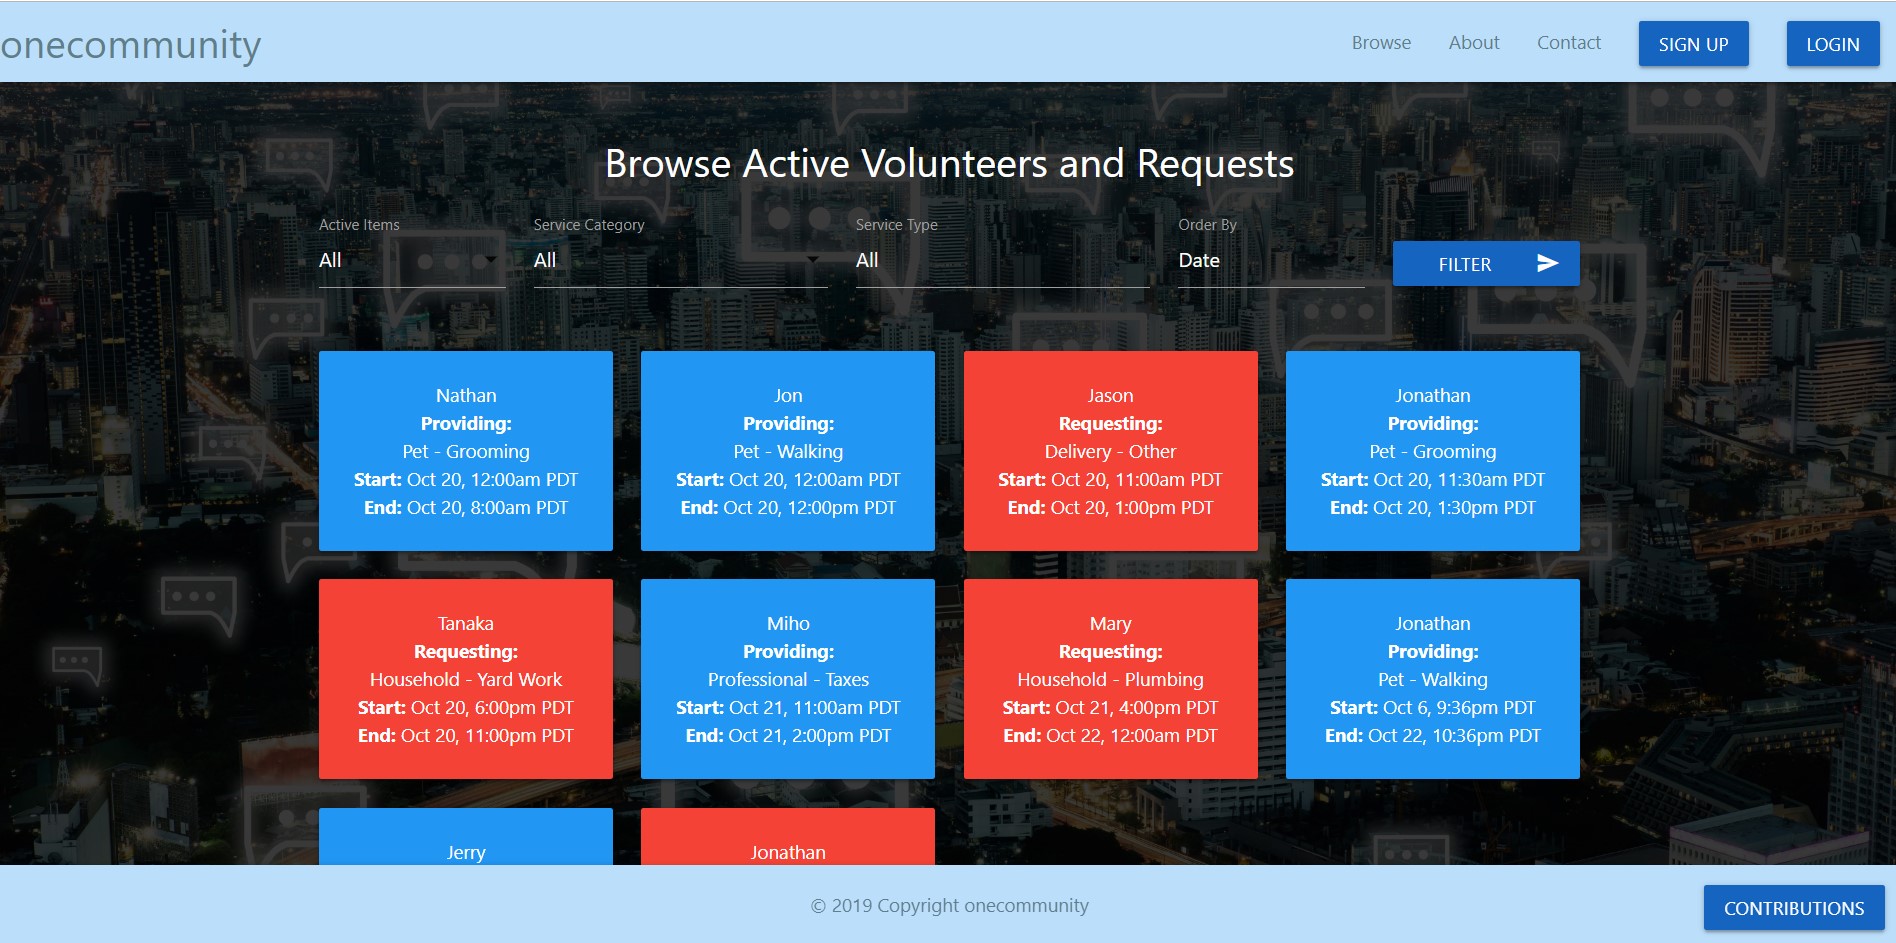 onecommunity
Browse
About
Contact
SIGN UP
LOGIN
Browse Active Volunteers and Requests
Active Items
All
Service Category
All
Service Type
All
Order By
Date
FILTER
Nathan
Providing:
Pet - Grooming
Start: Oct 20, 12:00am PDT
End: Oct 20, 8:00am PDT
Jon
Providing:
Pet - Walking
Start: Oct 20, 12:00am PDT
End: Oct 20, 12:00pm PDT
Jason
Requesting:
Delivery - Other
Start: Oct 20, 11:00am PDT
End: Oct 20, 1:00pm PDT
Jonathan
Providing:
Pet - Grooming
Start: Oct 20, 11:30am PDT
End: Oct 20, 1:30pm PDT
Tanaka
Requesting:
Household - Yard Work
Start: Oct 20, 6:00pm PDT
End: Oct 20, 11:00pm PDT
Miho
Providing:
Professional - Taxes
Start: Oct 21, 11:00am PDT
End: Oct 21, 2:00pm PDT
Mary
Requesting:
Household - Plumbing
Start: Oct 21, 4:00pm PDT
End: Oct 22, 12:00am PDT
Jonathan
Providing:
Pet - Walking
Start: Oct 6, 9:36pm PDT
End: Oct 22, 10:36pm PDT
Jerry
Jonathan
© 2019 Copyright onecommunity
CONTRIBUTIONS